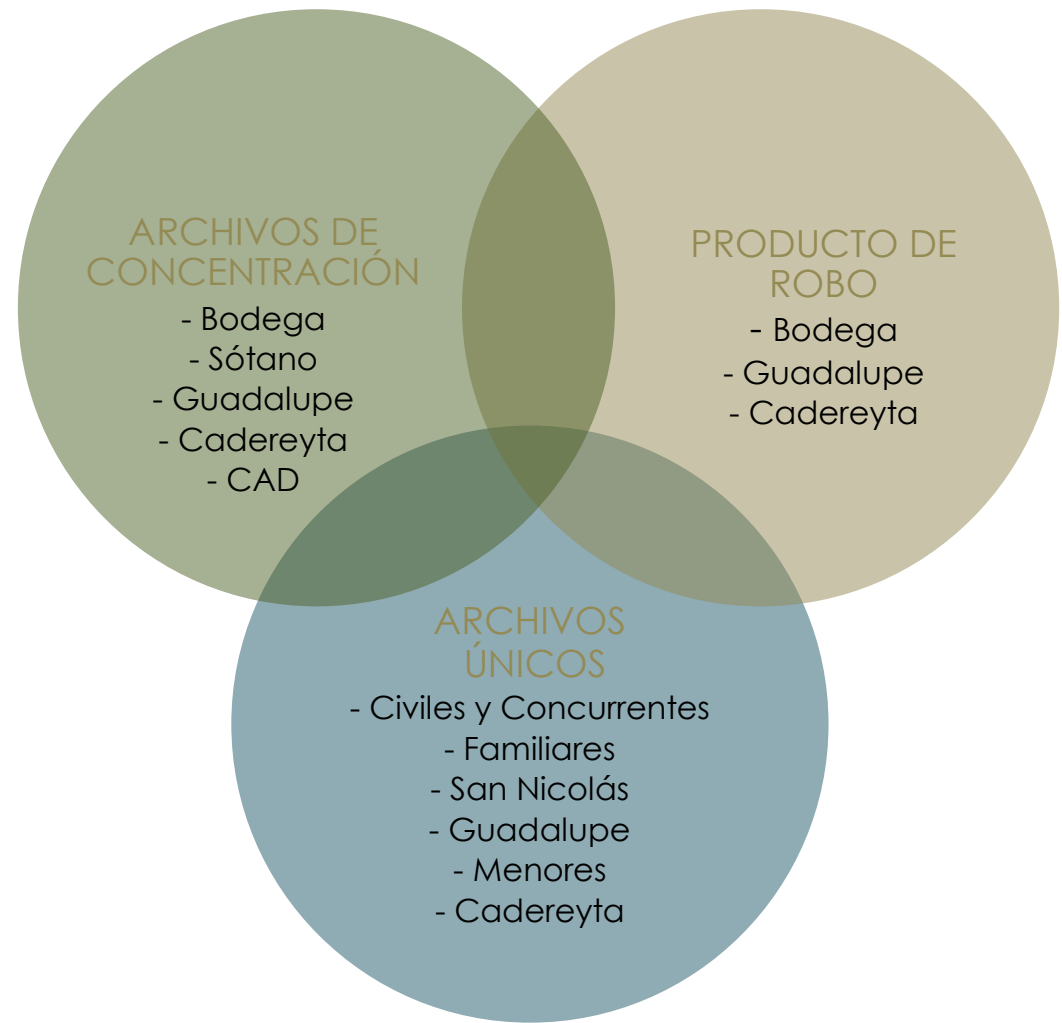 ARCHIVOS DE
CONCENTRACIÓN
- Bodega
- Sótano
- Guadalupe
- Cadereyta
- CAD
PRODUCTO DE
ROBO
- Bodega
- Guadalupe
- Cadereyta
ARCHIVOS
ÚNICOS
- Civiles y Concurrentes
- Familiares
- San Nicolás
- Guadalupe
- Menores
- Cadereyta